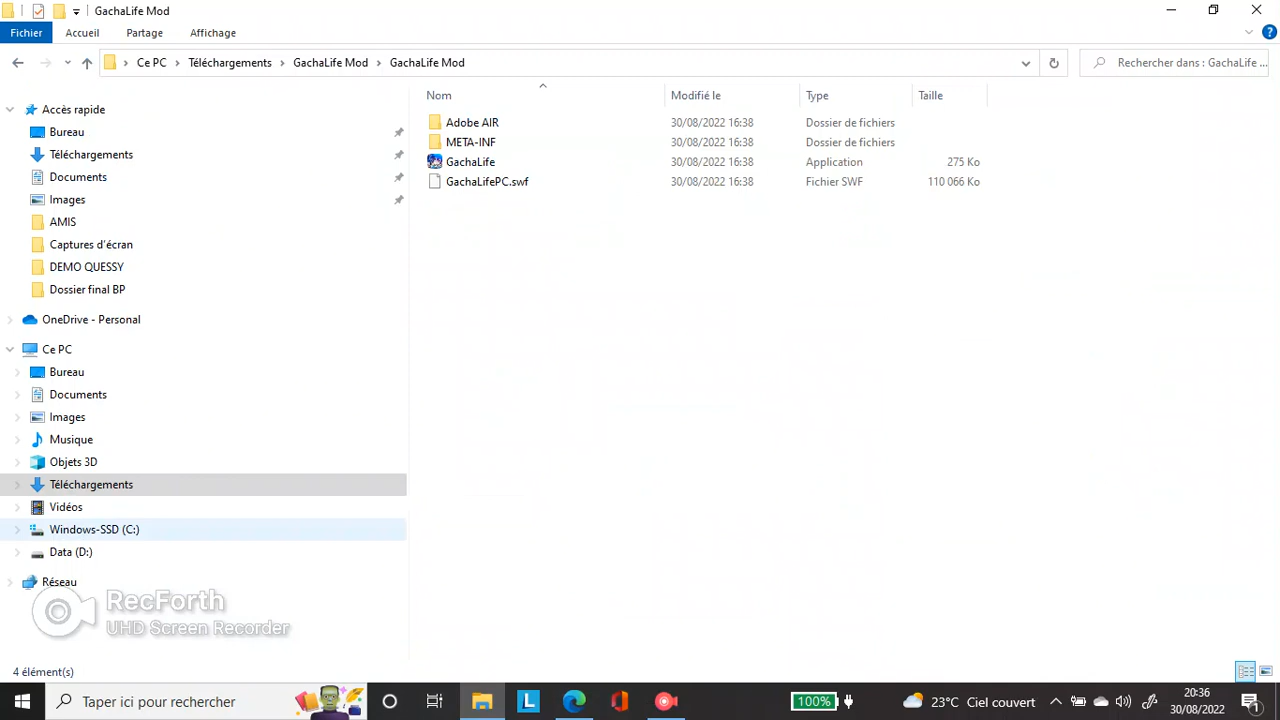 GachaLife Mod
Fichier Accueil Partage Affichage
Ce PC Téléchargements GachaLife Mod GachaLife Mod
Rechercher dans : GachaLife ...
Nom Modifié le Type Taille
Adobe AIR 30/08/2022 16:38 Dossier de fichiers
META-INF 30/08/2022 16:38 Dossier de fichiers
GachaLife 30/08/2022 16:38 Application 275 Ko
GachaLifePC.swf 30/08/2022 16:38 Fichier SWF 110 066 Ko
Accès rapide
Bureau
Téléchargements
Documents
Images
AMIS
Captures d'écran
DEMO QUESSY
Dossier final BP
OneDrive - Personal
Ce PC
Bureau
Documents
Images
Musique
Objets 3D
Téléchargements
Vidéos
Windows-SSD (C:)
Data (D:)
Réseau
RecForth
UHD Screen Recorder
4 élément(s)
Taper ici pour rechercher
L
100%
23°C Ciel couvert
20:36
30/08/2022
1